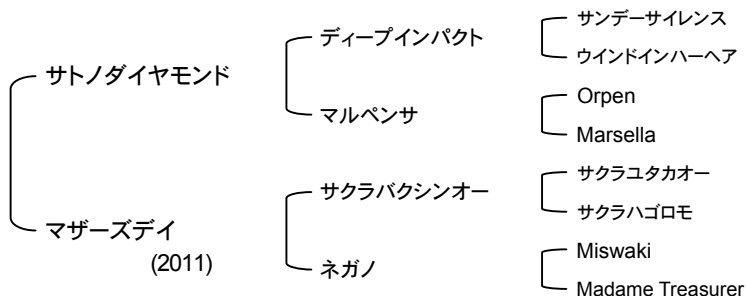 サトノダイヤモンド
マザーズデイ
(2011)
ディープインパクト
マルペンサ
サクラバクシンオー
ネガノ
サンデーサイレンス
ウインドインハーヘア
Orpen
Marsella
サクラユタカオー
サクラハゴロモ
Miswaki
Madame Treasurer